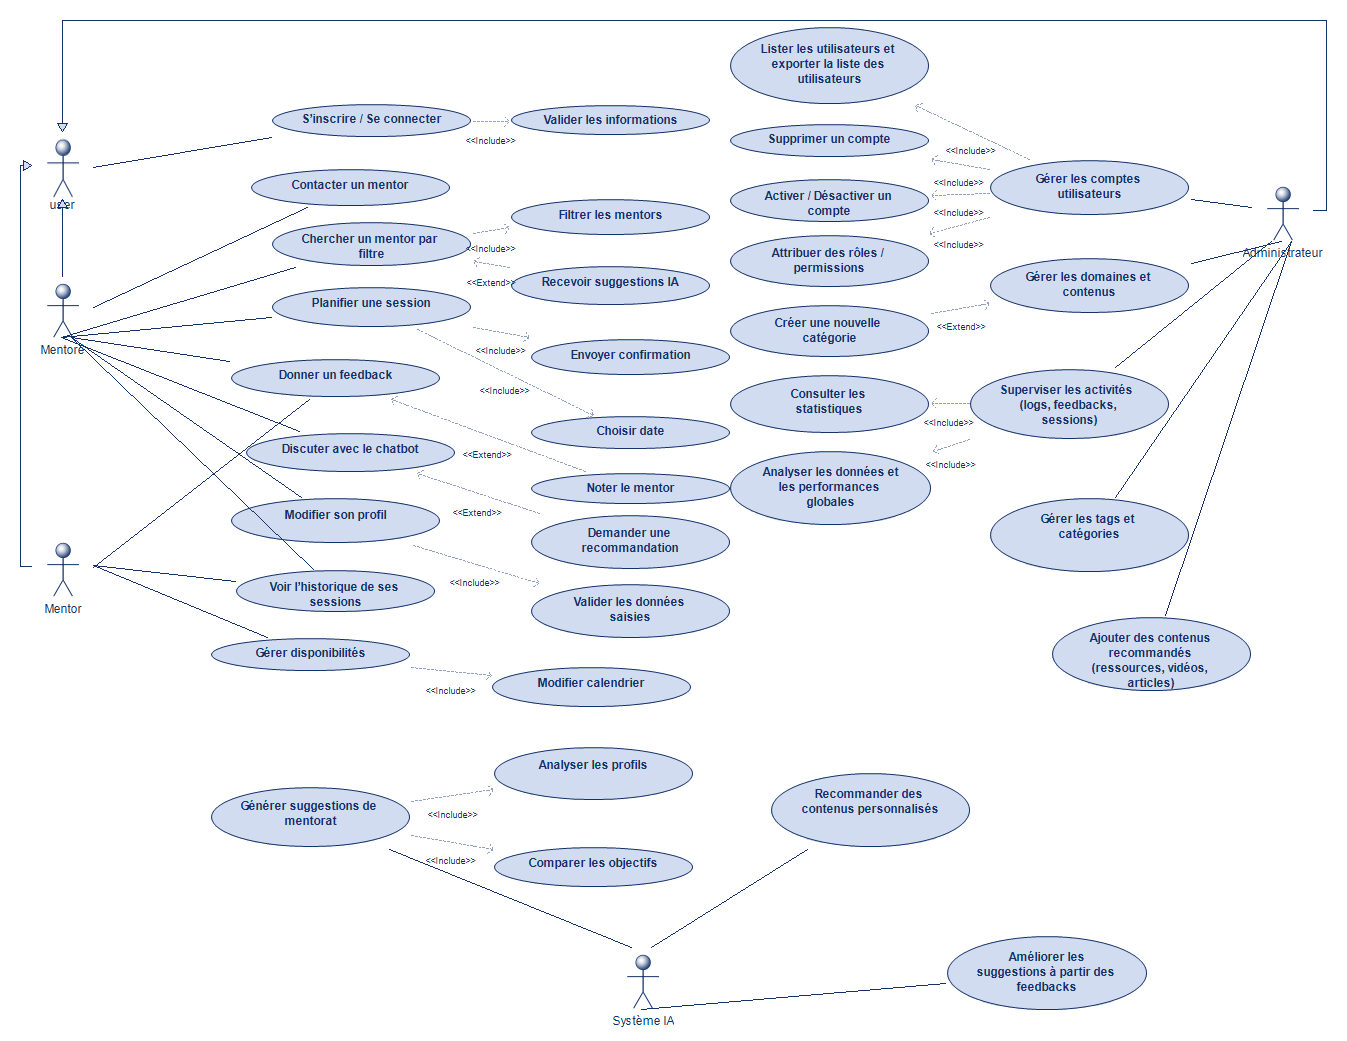 Lister les utilisateurs et
exporter la liste des
utilisateurs
S'inscrire / Se connecter
Valider les informations
<<Include>>
Supprimer un compte
<<Include>>
user
Contacter un mentor
Gérer les comptes
utilisateurs
<<Include>>
Activer / Désactiver un
compte
<<Include>>
Filtrer les mentors
Chercher un mentor par
filtre
<<Include>>
<<Include>>
Attribuer des rôles /
permissions
Administrateur
Recevoir suggestions IA
<<Extend>>
Gérer les domaines et
contenus
Planifier une session
Créer une nouvelle
catégorie
<<Extend>>
Mentore
<<Include>>
Envoyer confirmation
Donner un feedback
<<Include>>
Consulter les
statistiques
Superviser les activités
(logs, feedbacks,
sessions)
<<Include>>
Choisir date
Discuter avec le chatbot
<<Extend>>
<<Include>>
Analyser les données et
les performances
globales
Noter le mentor
Modifier son profil
<<Extend>>
Gérer les tags et
catégories
Demander une
recommandation
Voir l'historique de ses
sessions
<<Include>>
Valider les données
saisies
Mentor
Gérer disponibilités
Ajouter des contenus
recommandés
(ressources, vidéos,
articles)
Modifier calendrier
<<Include>>
Analyser les profils
Générer suggestions de
mentorat
<<Include>>
Recommander des
contenus personnalisés
<<Include>>
Comparer les objectifs
Améliorer les
suggestions à partir des
feedbacks
Système IA